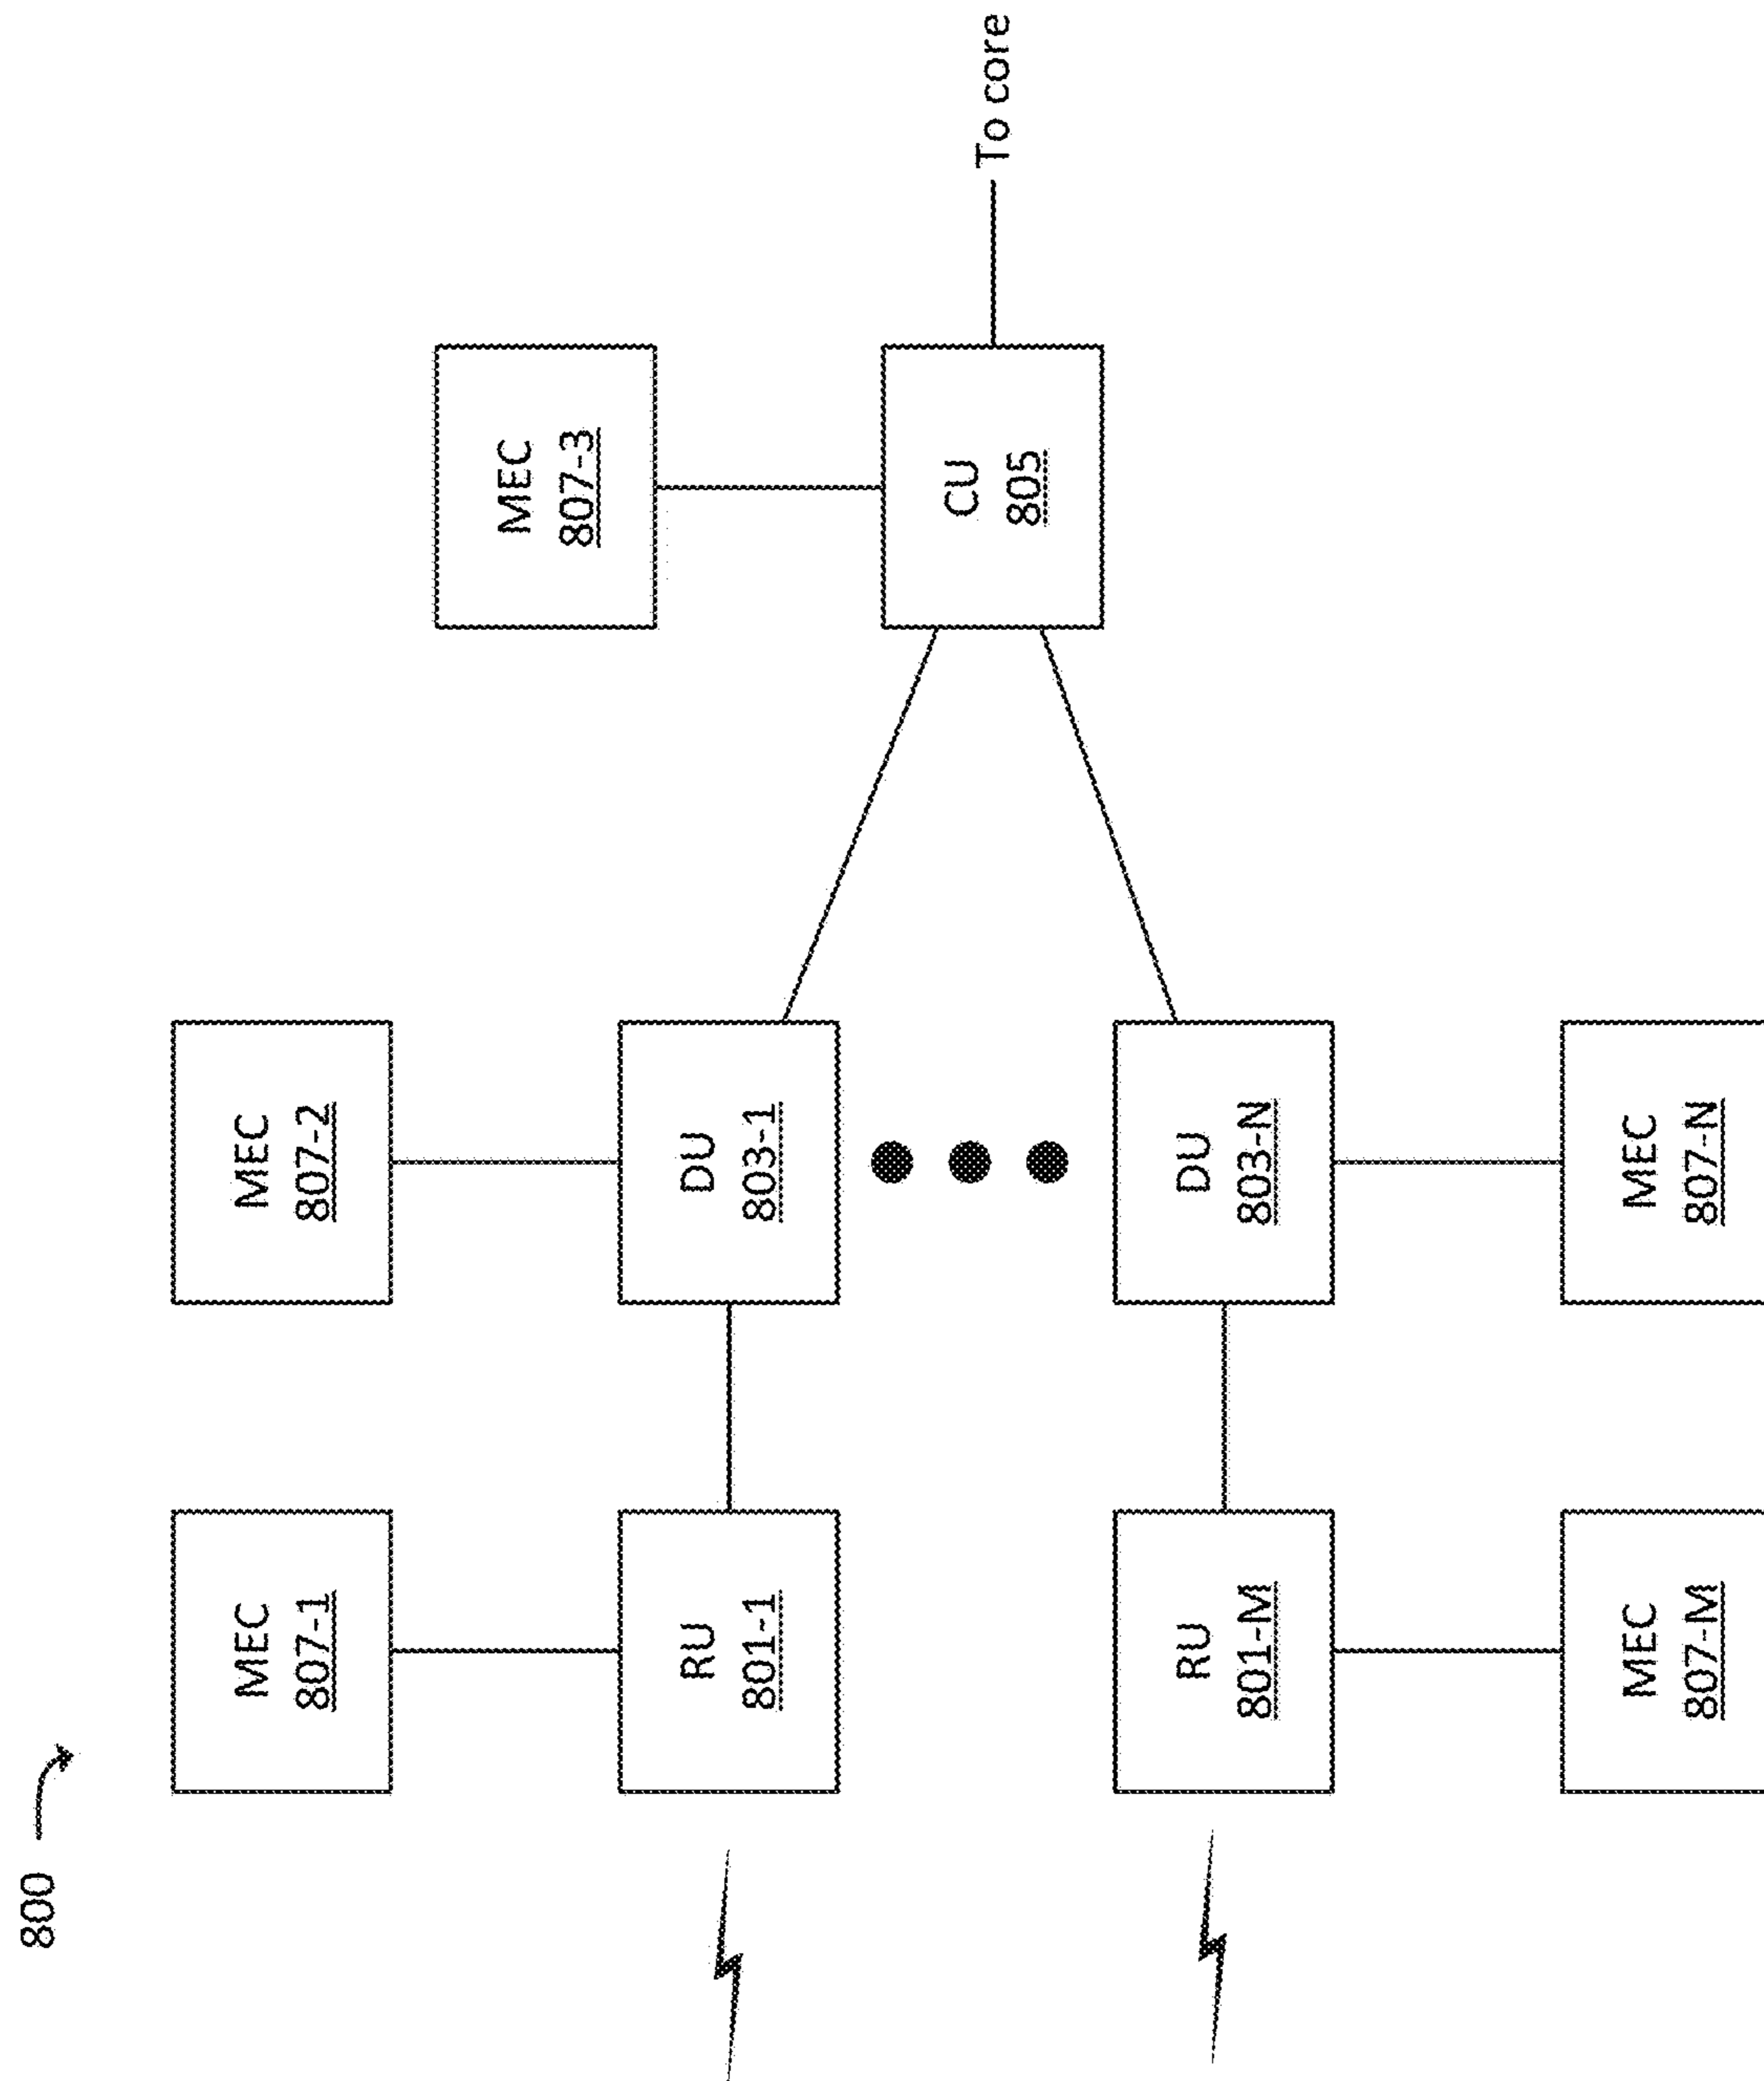 800
MEC
807-1
MEC
807-2
MEC
807-3
RU
801-1
DU
803-1
CU
805
To core
RU
801-M
DU
803-N
MEC
807-M
MEC
807-N